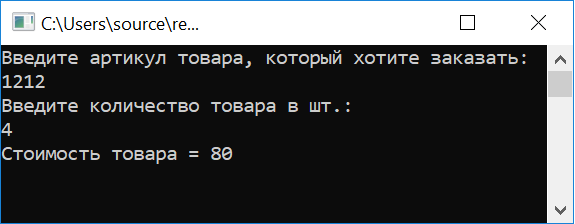 C:\Users\source\re...
Введите артикул товара, который хотите заказать:
1212
Введите количество товара в шт.:
4
Стоимость товара = 80